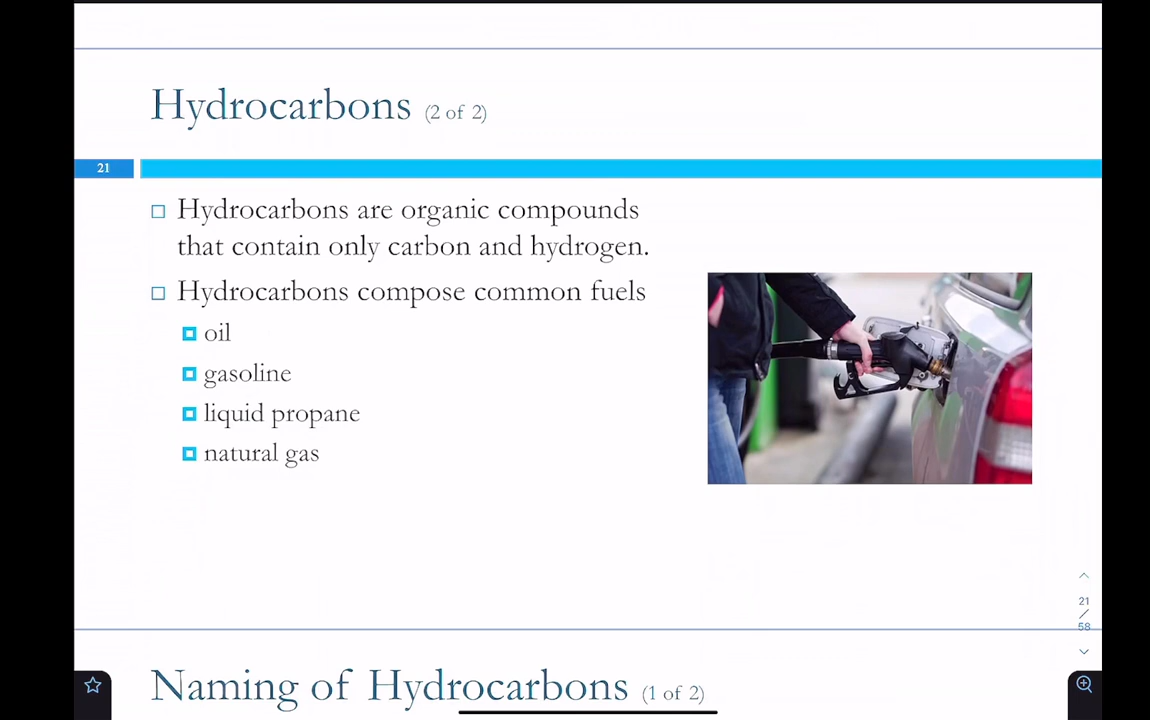 Hydrocarbons (2 of 2)
21
Hydrocarbons are organic compounds
that contain only carbon and hydrogen.
Hydrocarbons compose common fuels
oil
gasoline
liquid propane
natural gas
21
/
58
Naming of Hydrocarbons (1 of 2)